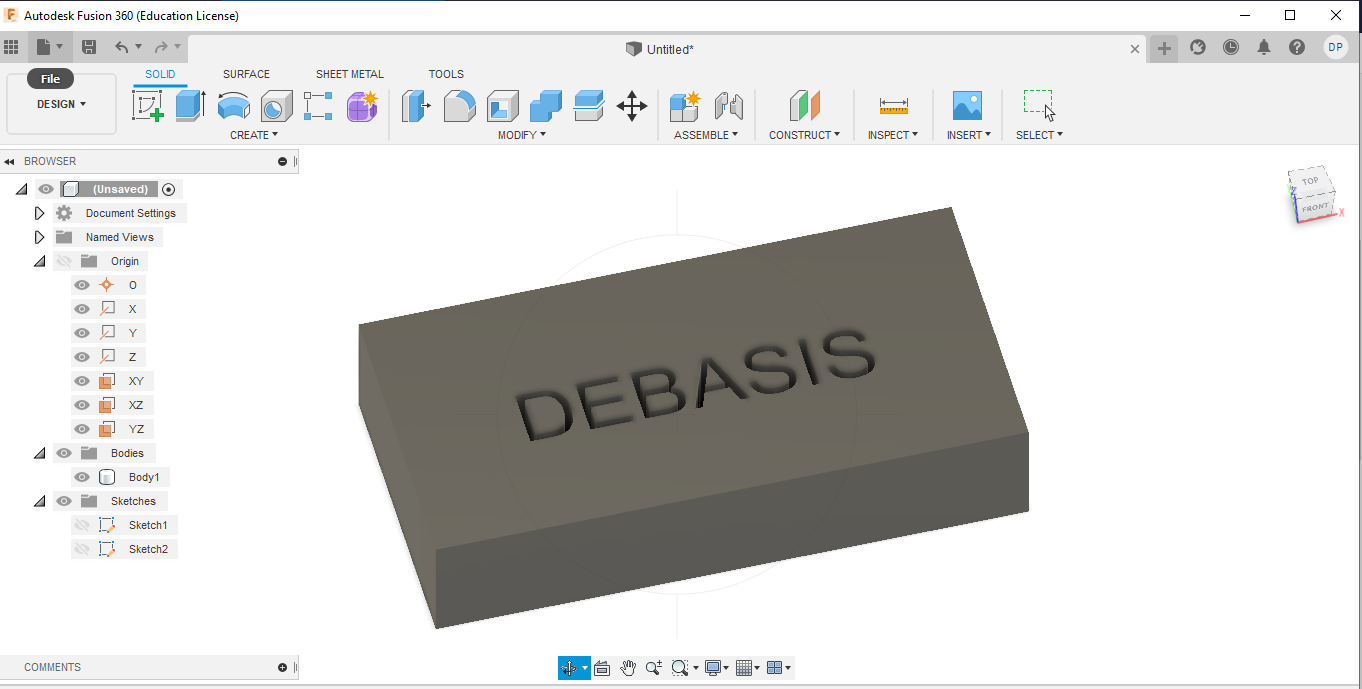 Autodesk Fusion 360 (Education License)
Untitled*
DP
File
DESIGN
SOLID
SURFACE
SHEET METAL
TOOLS
CREATE
MODIFY
ASSEMBLE
CONSTRUCT
INSPECT
INSERT
SELECT
BROWSER
(Unsaved)
Document Settings
Named Views
Origin
O
X
Y
Z
XY
XZ
YZ
Bodies
Body1
Sketches
Sketch1
Sketch2
TOP
FRONT
X
DEBASIS
COMMENTS